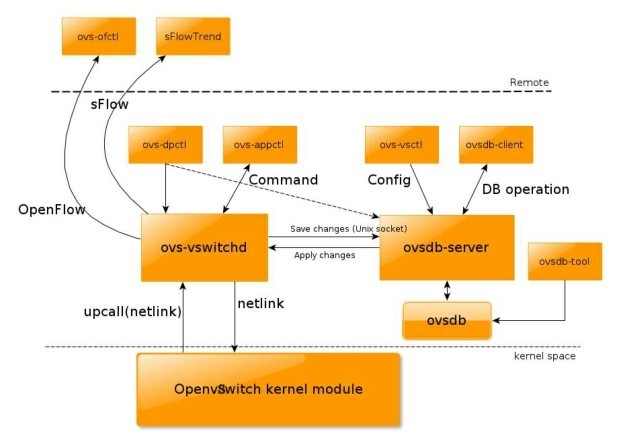 ovs-ofctl
sFlowTrend
Remote
sFlow
ovs-dpctl
ovs-appctl
ovs-vsctl
ovsdb-client
Command
Config
DB operation
OpenFlow
Save changes (Unix socket)
ovs-vswitchd
ovsdb-server
Apply changes
ovsdb-tool
upcall(netlink)
netlink
ovsdb
kernel space
OpenvSwitch kernel module